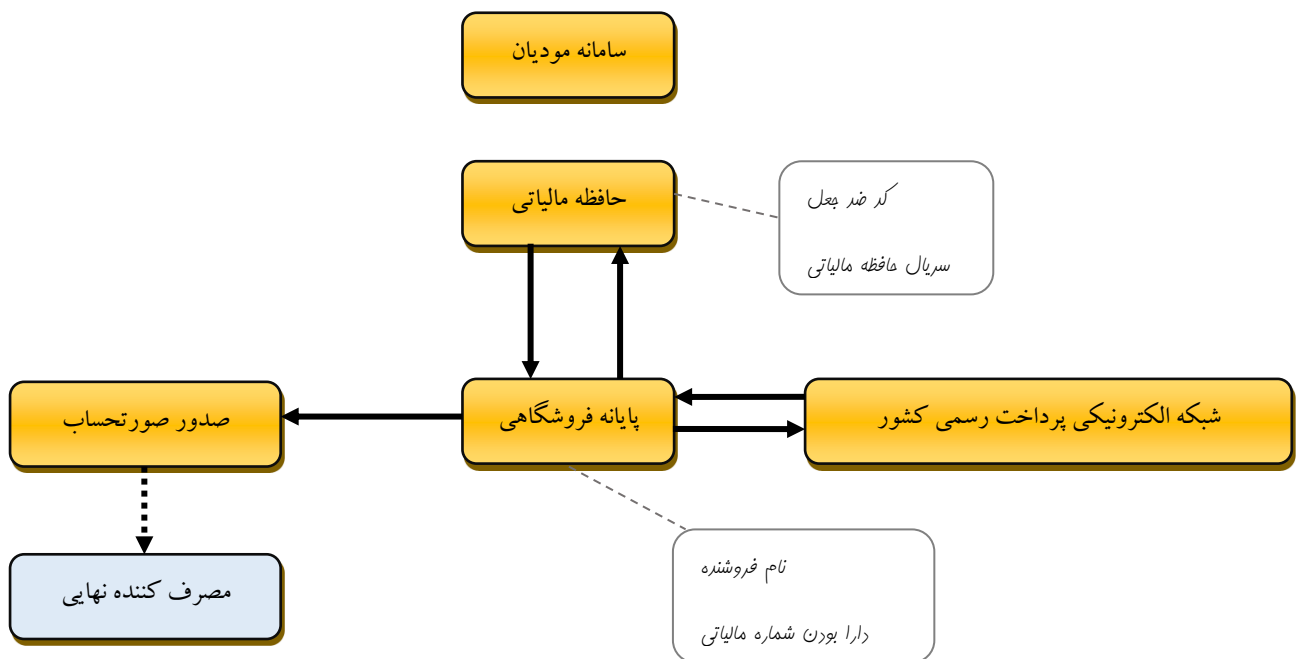 سامانه مودیان
حافظه مالیاتی
کد ضد جعل
سریال حافظه مالیاتی
شبکه الکترونیکی پرداخت رسمی کشور
پایانه فروشگاهی
صدور صورتحساب
نام فروشنده
دارا بودن شماره مالیاتی
مصرف کننده نهایی